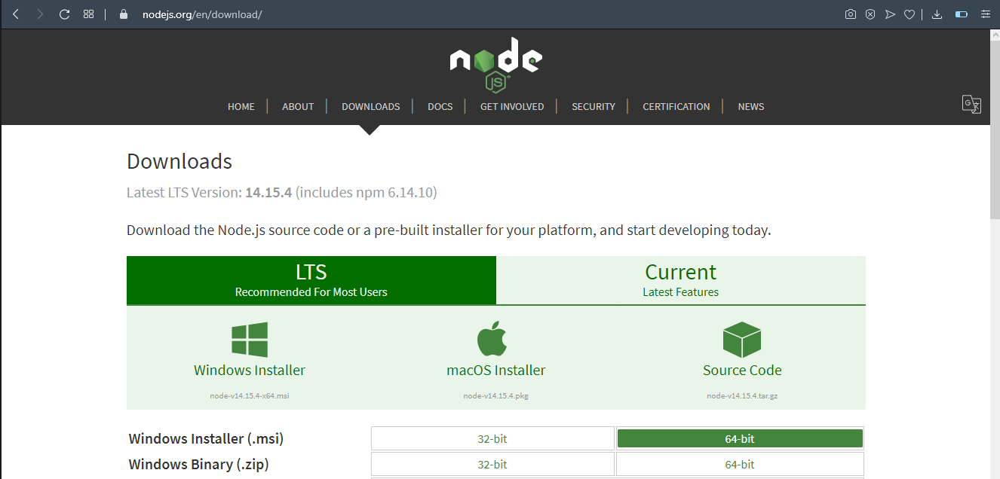 nodejs.org/en/download/
node
JS
HOME ABOUT DOWNLOADS DOCS GET INVOLVED SECURITY CERTIFICATION NEWS
Downloads
Latest LTS Version: 14.15.4 (includes npm 6.14.10)
Download the Node.js source code or a pre-built installer for your platform, and start developing today.
LTS
Recommended For Most Users
Current
Latest Features
Windows Installer
node-v14.15.4-x64.msi
macOS Installer
node-v14.15.4.pkg
Source Code
node-v14.15.4.tar.gz
Windows Installer (.msi) 32-bit 64-bit
Windows Binary (.zip) 32-bit 64-bit